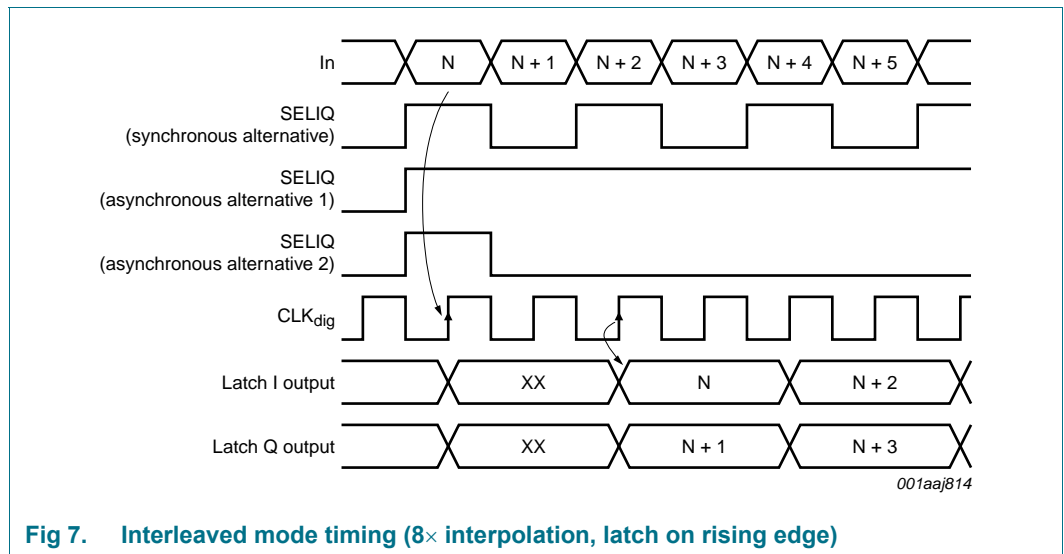 In
N
N + 1
N + 2
N + 3
N + 4
N + 5
SELIQ
(synchronous alternative)
SELIQ
(asynchronous alternative 1)
SELIQ
(asynchronous alternative 2)
CLKdig
Latch I output
XX
N
N + 2
Latch Q output
XX
N + 1
N + 3
001aaj814
Fig 7. Interleaved mode timing (8× interpolation, latch on rising edge)